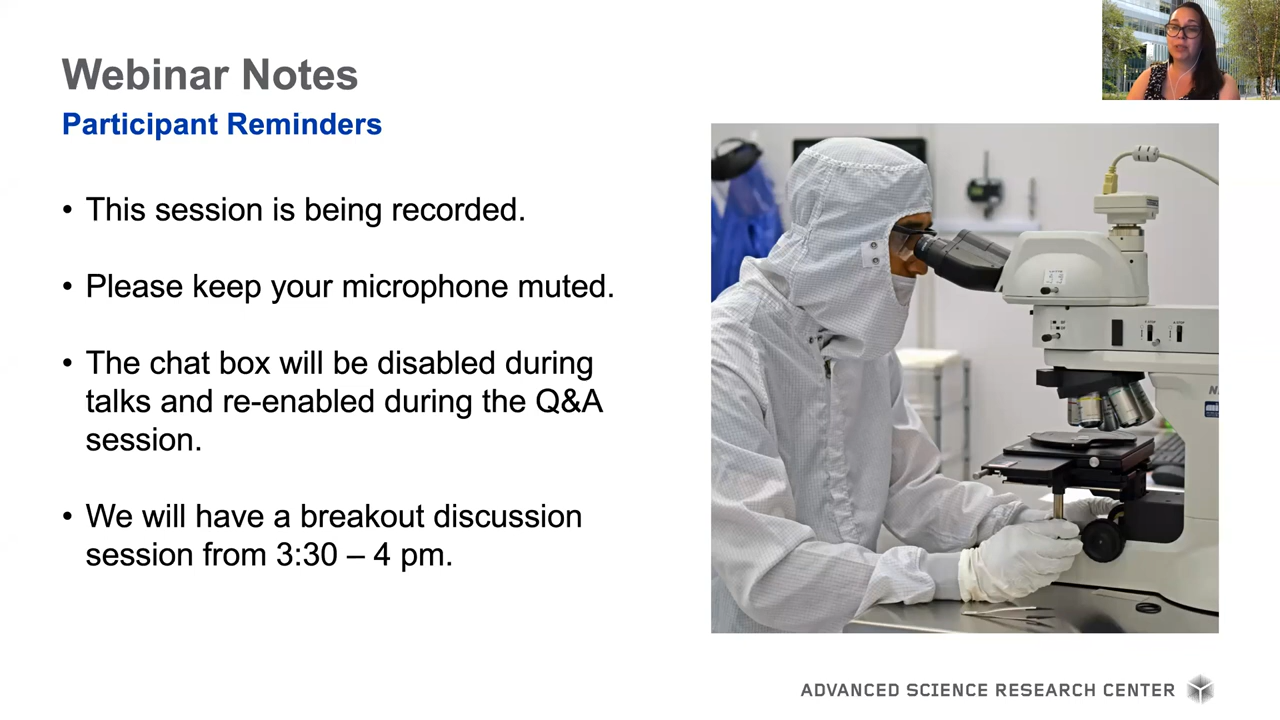 Webinar Notes
Participant Reminders
• This session is being recorded.
• Please keep your microphone muted.
• The chat box will be disabled during
talks and re-enabled during the Q&A
session.
• We will have a breakout discussion
session from 3:30 – 4 pm.
ADVANCED SCIENCE RESEARCH CENTER